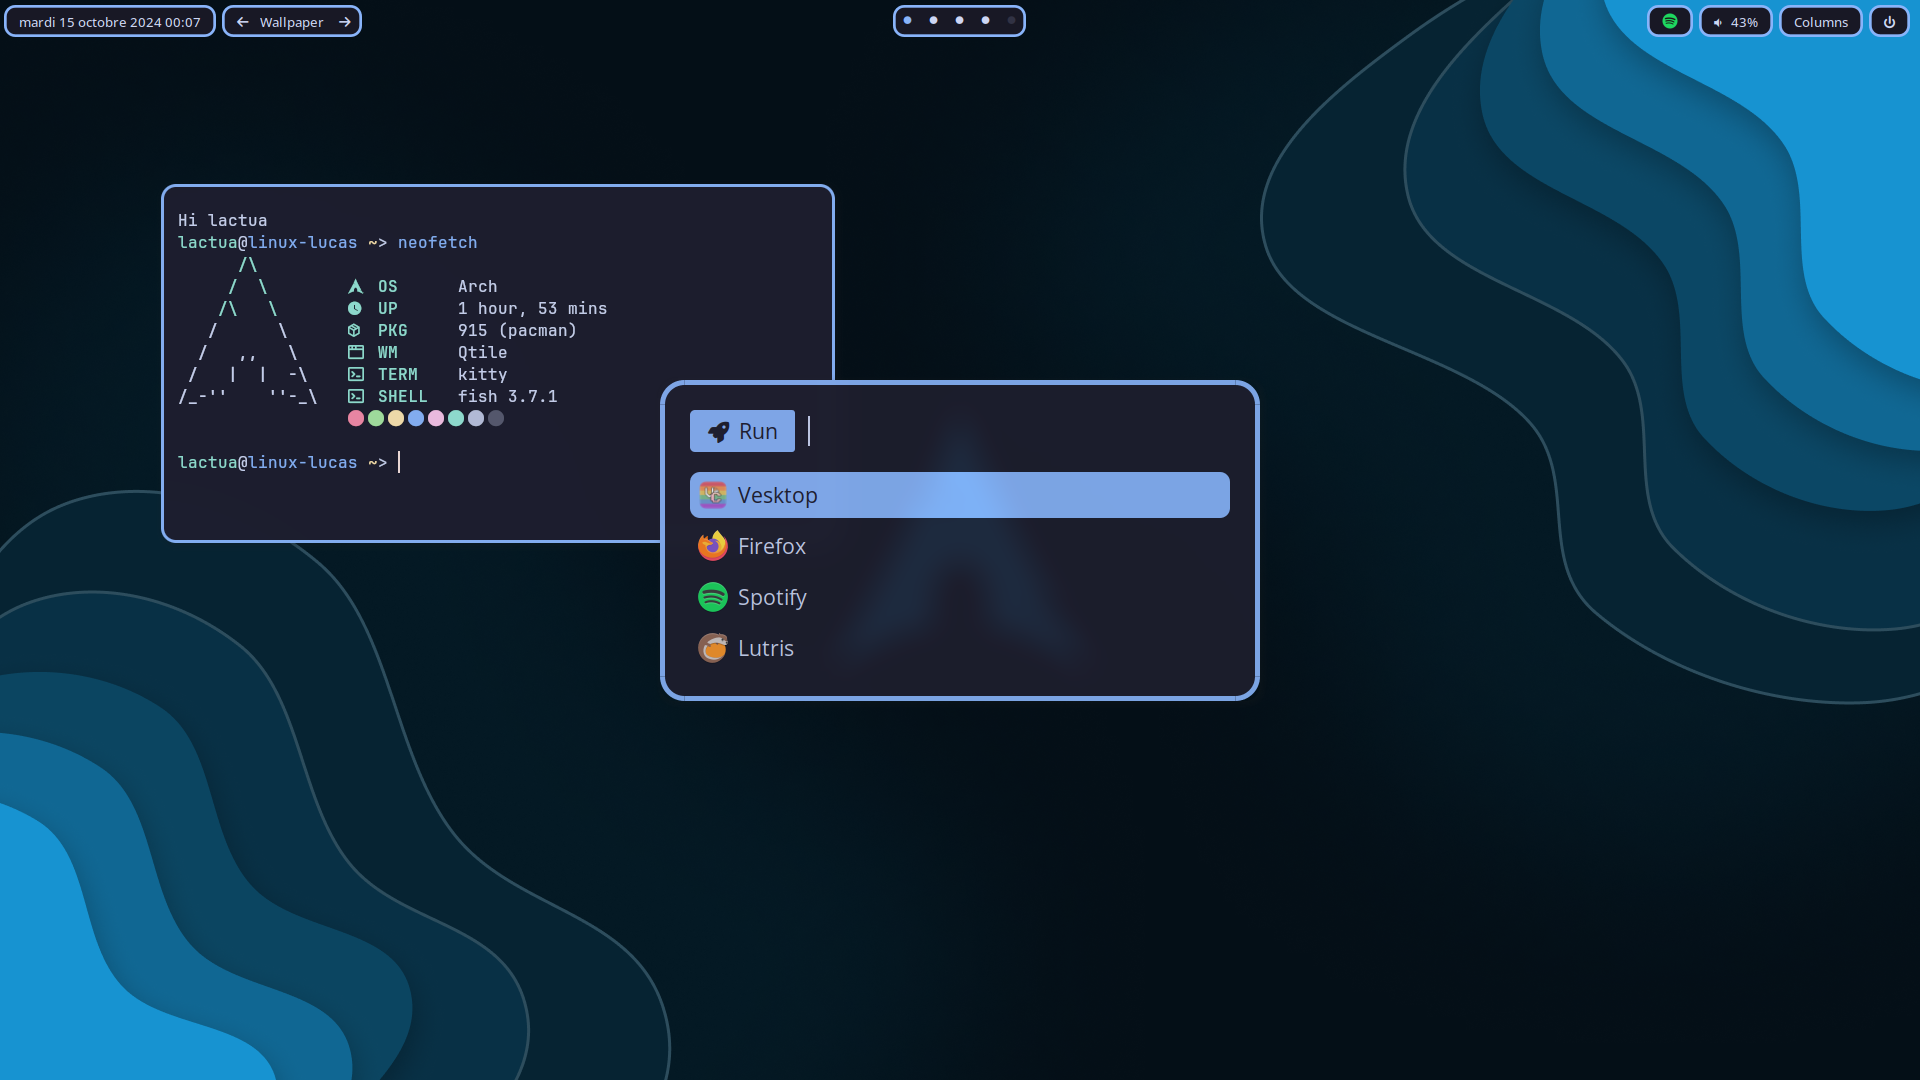 mardi 15 octobre 2024 00:07
← Wallpaper →
43%
Columns
Hi lactua
lactua@linux-lucas ~> neofetch
/\
/  \
/\   \
/      \
/   ,,   \
/   |  |  -\
/_-''    ''-_\
OS Arch
UP 1 hour, 53 mins
PKG 915 (pacman)
WM Qtile
TERM kitty
SHELL fish 3.7.1
lactua@linux-lucas ~>
Run
Vesktop
Firefox
Spotify
Lutris